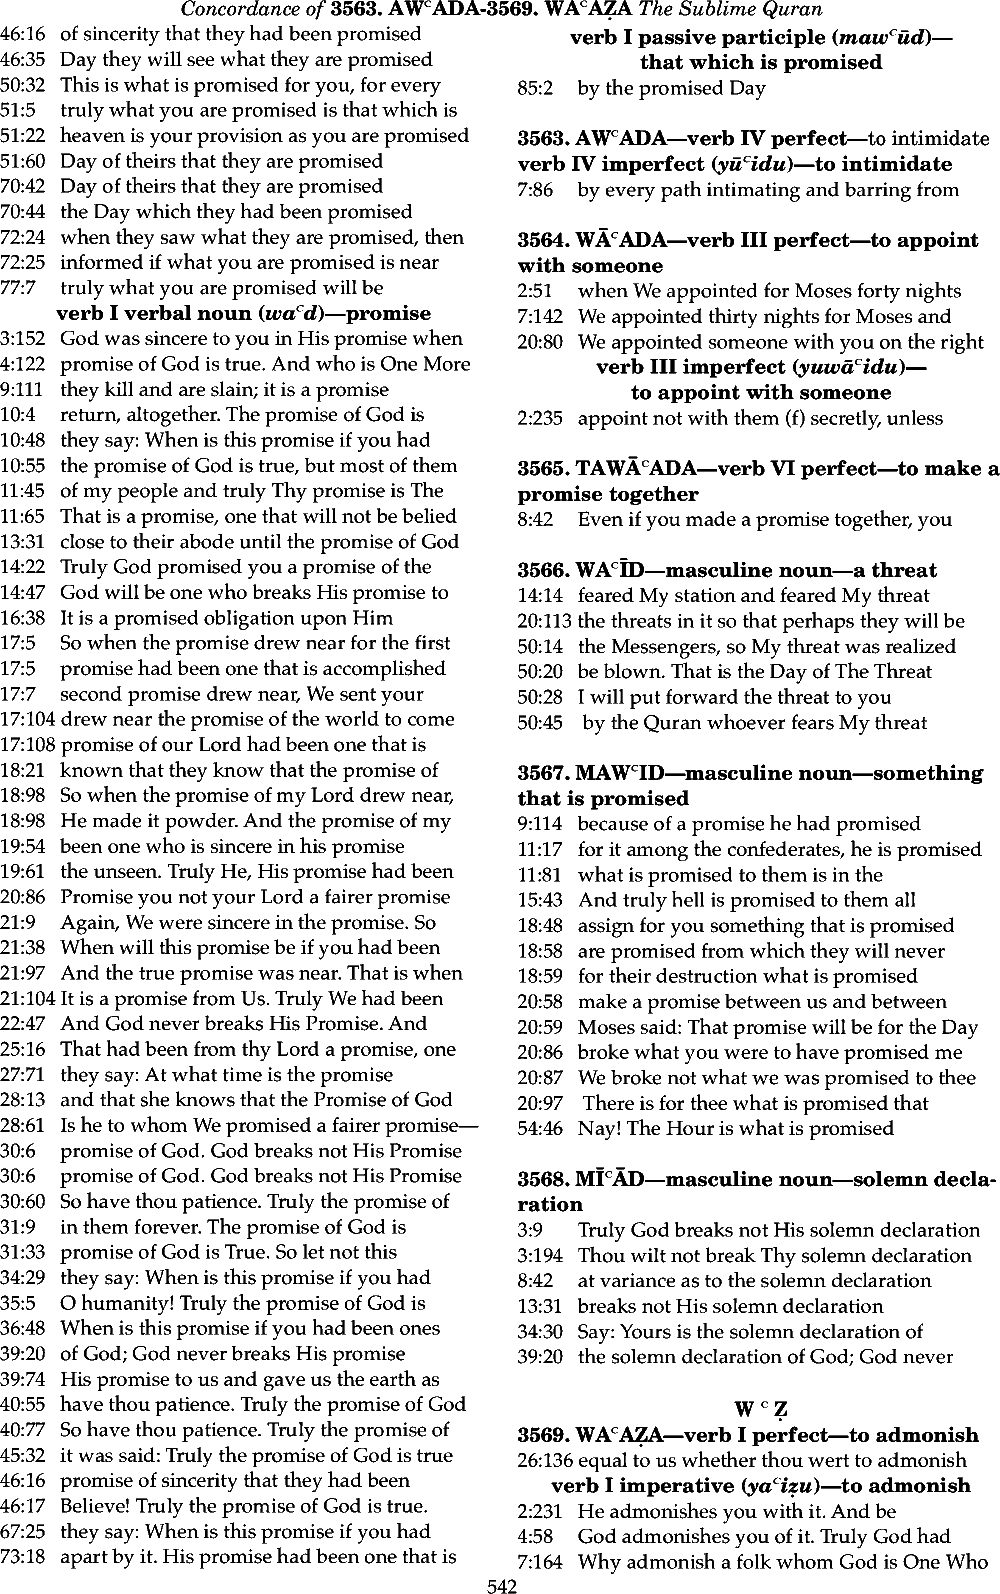 Concordance of 3563. AWᶜADA-3569. WAᶜAẒA The Sublime Quran
46:16 of sincerity that they had been promised
46:35 Day they will see what they are promised
50:32 This is what is promised for you, for every
51:5 truly what you are promised is that which is
51:22 heaven is your provision as you are promised
51:60 Day of theirs that they are promised
70:42 Day of theirs that they are promised
70:44 the Day which they had been promised
72:24 when they saw what they are promised, then
72:25 informed if what you are promised is near
77:7 truly what you are promised will be
verb I verbal noun (waᶜd)—promise
3:152 God was sincere to you in His promise when
4:122 promise of God is true. And who is One More
9:111 they kill and are slain; it is a promise
10:4 return, altogether. The promise of God is
10:48 they say: When is this promise if you had
10:55 the promise of God is true, but most of them
11:45 of my people and truly Thy promise is The
11:65 That is a promise, one that will not be belied
13:31 close to their abode until the promise of God
14:22 Truly God promised you a promise of the
14:47 God will be one who breaks His promise to
16:38 It is a promised obligation upon Him
17:5 So when the promise drew near for the first
17:5 promise had been one that is accomplished
17:7 second promise drew near, We sent your
17:104 drew near the promise of the world to come
17:108 promise of our Lord had been one that is
18:21 known that they know that the promise of
18:98 So when the promise of my Lord drew near,
18:98 He made it powder. And the promise of my
19:54 been one who is sincere in his promise
19:61 the unseen. Truly He, His promise had been
20:86 Promise you not your Lord a fairer promise
21:9 Again, We were sincere in the promise. So
21:38 When will this promise be if you had been
21:97 And the true promise was near. That is when
21:104 It is a promise from Us. Truly We had been
22:47 And God never breaks His Promise. And
25:16 That had been from thy Lord a promise, one
27:71 they say: At what time is the promise
28:13 and that she knows that the Promise of God
28:61 Is he to whom We promised a fairer promise—
30:6 promise of God. God breaks not His Promise
30:6 promise of God. God breaks not His Promise
30:60 So have thou patience. Truly the promise of
31:9 in them forever. The promise of God is
31:33 promise of God is True. So let not this
34:29 they say: When is this promise if you had
35:5 O humanity! Truly the promise of God is
36:48 When is this promise if you had been ones
39:20 of God; God never breaks His promise
39:74 His promise to us and gave us the earth as
40:55 have thou patience. Truly the promise of God
40:77 So have thou patience. Truly the promise of
45:32 it was said: Truly the promise of God is true
46:16 promise of sincerity that they had been
46:17 Believe! Truly the promise of God is true.
67:25 they say: When is this promise if you had
73:18 apart by it. His promise had been one that is
verb I passive participle (mawᶜūd)—
that which is promised
85:2 by the promised Day
3563. AWᶜADA—verb IV perfect—to intimidate
verb IV imperfect (yūᶜidu)—to intimidate
7:86 by every path intimating and barring from
3564. WĀᶜADA—verb III perfect—to appoint
with someone
2:51 when We appointed for Moses forty nights
7:142 We appointed thirty nights for Moses and
20:80 We appointed someone with you on the right
verb III imperfect (yuwāᶜidu)—
to appoint with someone
2:235 appoint not with them (f) secretly, unless
3565. TAWĀᶜADA—verb VI perfect—to make a
promise together
8:42 Even if you made a promise together, you
3566. WAᶜĪD—masculine noun—a threat
14:14 feared My station and feared My threat
20:113 the threats in it so that perhaps they will be
50:14 the Messengers, so My threat was realized
50:20 be blown. That is the Day of The Threat
50:28 I will put forward the threat to you
50:45 by the Quran whoever fears My threat
3567. MAWᶜID—masculine noun—something
that is promised
9:114 because of a promise he had promised
11:17 for it among the confederates, he is promised
11:81 what is promised to them is in the
15:43 And truly hell is promised to them all
18:48 assign for you something that is promised
18:58 are promised from which they will never
18:59 for their destruction what is promised
20:58 make a promise between us and between
20:59 Moses said: That promise will be for the Day
20:86 broke what you were to have promised me
20:87 We broke not what we was promised to thee
20:97 There is for thee what is promised that
54:46 Nay! The Hour is what is promised
3568. MĪᶜĀD—masculine noun—solemn decla-
ration
3:9 Truly God breaks not His solemn declaration
3:194 Thou wilt not break Thy solemn declaration
8:42 at variance as to the solemn declaration
13:31 breaks not His solemn declaration
34:30 Say: Yours is the solemn declaration of
39:20 the solemn declaration of God; God never
W ᶜ Ẓ
3569. WAᶜAẒA—verb I perfect—to admonish
26:136 equal to us whether thou wert to admonish
verb I imperative (yaᶜiẓu)—to admonish
2:231 He admonishes you with it. And be
4:58 God admonishes you of it. Truly God had
7:164 Why admonish a folk whom God is One Who
542